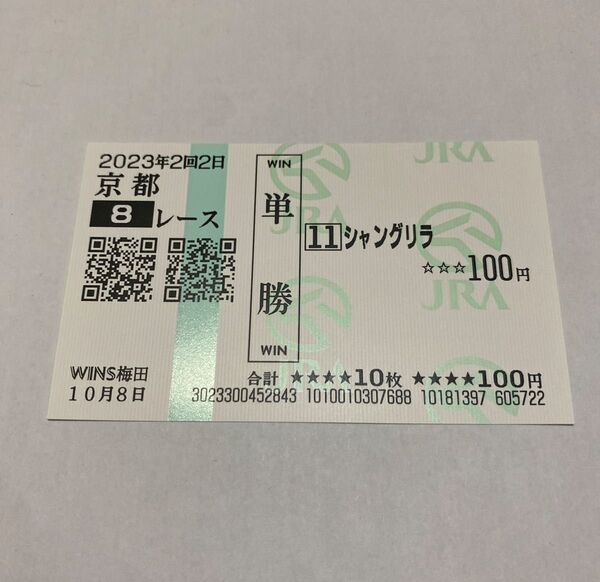 2023年2回2日
京都
8レース
WINS梅田
10月8日
WIN
単勝
WIN
11シャングリラ
☆☆☆100円
合計 ★★★★10枚 ★★★★100円
3023300452843 1010010307688 10181397 605722
JRA
JRA
JRA